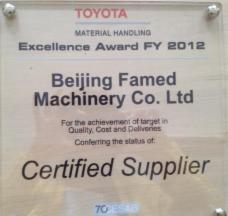 TOYOTA
MATERIAL HANDLING
Excellence Award FY 2012
Beijing Famed
Machinery Co. Ltd
For the achievement of target in
Quality, Cost and Deliveries
Conferring the status of:
Certified Supplier